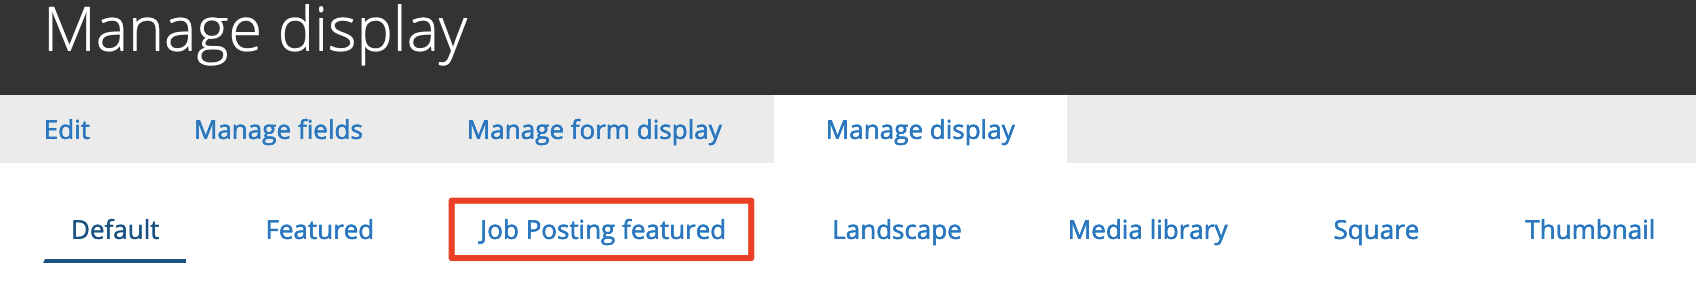 Manage display
Edit Manage fields Manage form display Manage display
Default Featured Job Posting featured Landscape Media library Square Thumbnail